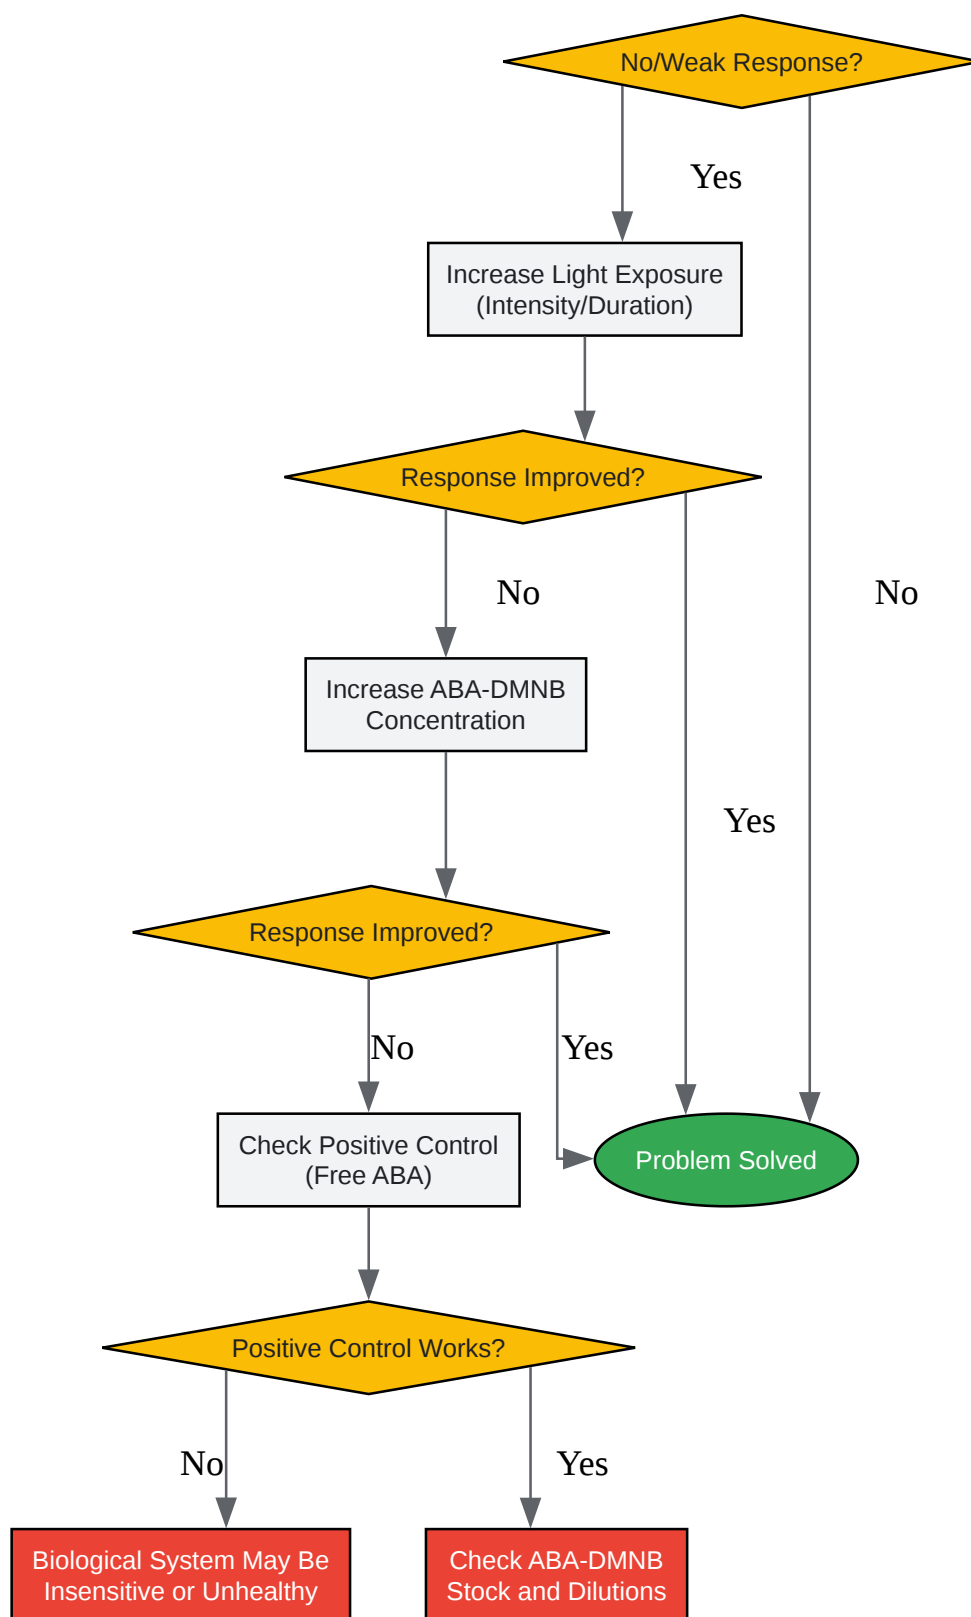 No/Weak Response?
Yes
Increase Light Exposure
(Intensity/Duration)
Response Improved?
No
No
Increase ABA-DMNB
Concentration
Yes
Response Improved?
No
Yes
Check Positive Control
(Free ABA)
Problem Solved
Positive Control Works?
No
Yes
Biological System May Be
Insensitive or Unhealthy
Check ABA-DMNB
Stock and Dilutions